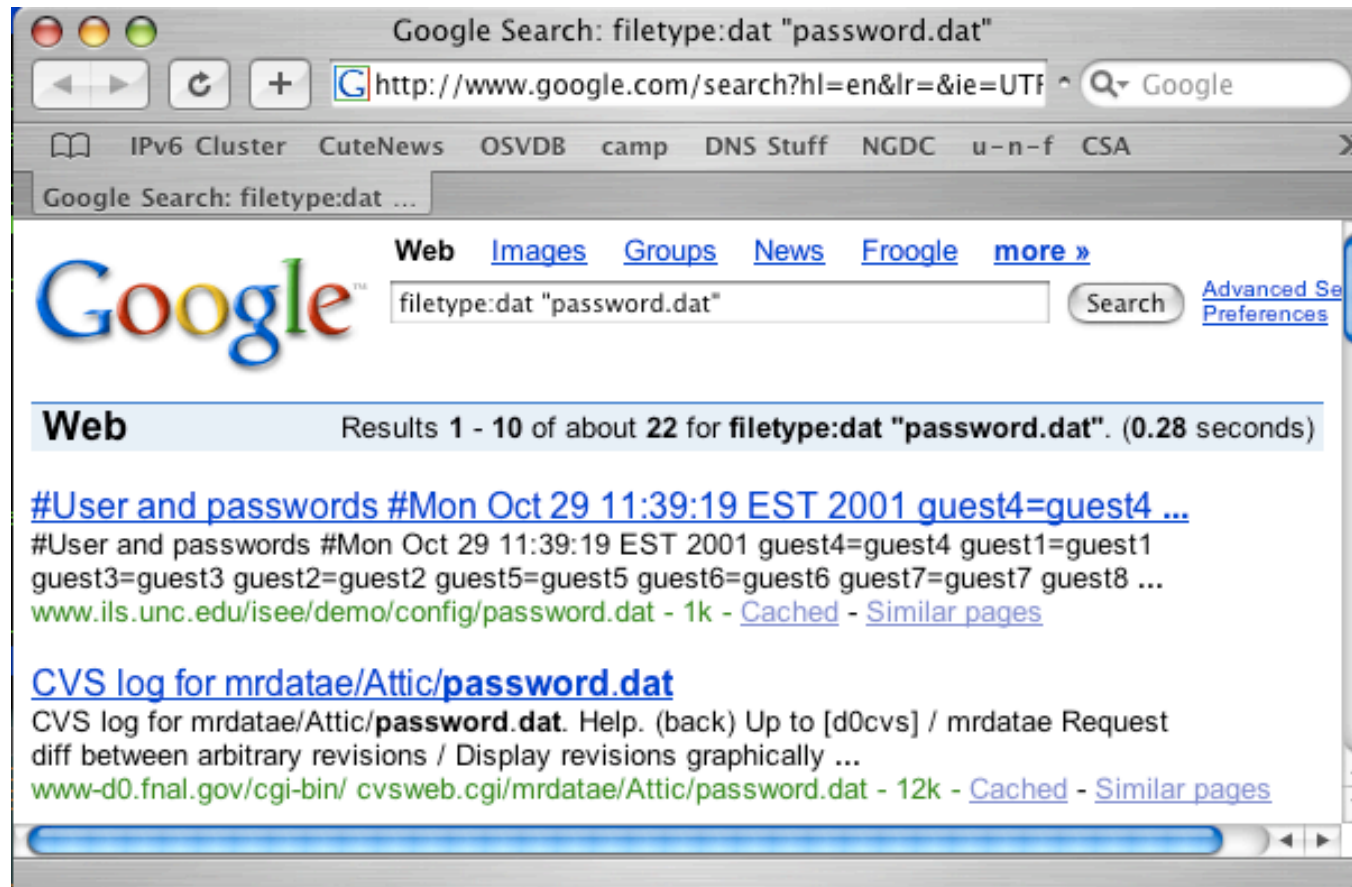 Google Search: filetype:dat "password.dat"
http://www.google.com/search?hl=en&lr=&ie=UTF
Google
IPv6 Cluster CuteNews OSVDB camp DNS Stuff NGDC u-n-f CSA
Google Search: filetype:dat ...
Web Images Groups News Froogle more »
Google™
filetype:dat "password.dat"
Search
Advanced Se
Preferences
Web Results 1 - 10 of about 22 for filetype:dat "password.dat". (0.28 seconds)
#User and passwords #Mon Oct 29 11:39:19 EST 2001 guest4=guest4 ...
#User and passwords #Mon Oct 29 11:39:19 EST 2001 guest4=guest4 guest1=guest1
guest3=guest3 guest2=guest2 guest5=guest5 guest6=guest6 guest7=guest7 guest8 ...
www.ils.unc.edu/isee/demo/config/password.dat - 1k - Cached - Similar pages
CVS log for mrdatae/Attic/password.dat
CVS log for mrdatae/Attic/password.dat. Help. (back) Up to [d0cvs] / mrdatae Request
diff between arbitrary revisions / Display revisions graphically ...
www-d0.fnal.gov/cgi-bin/ cvsweb.cgi/mrdatae/Attic/password.dat - 12k - Cached - Similar pages